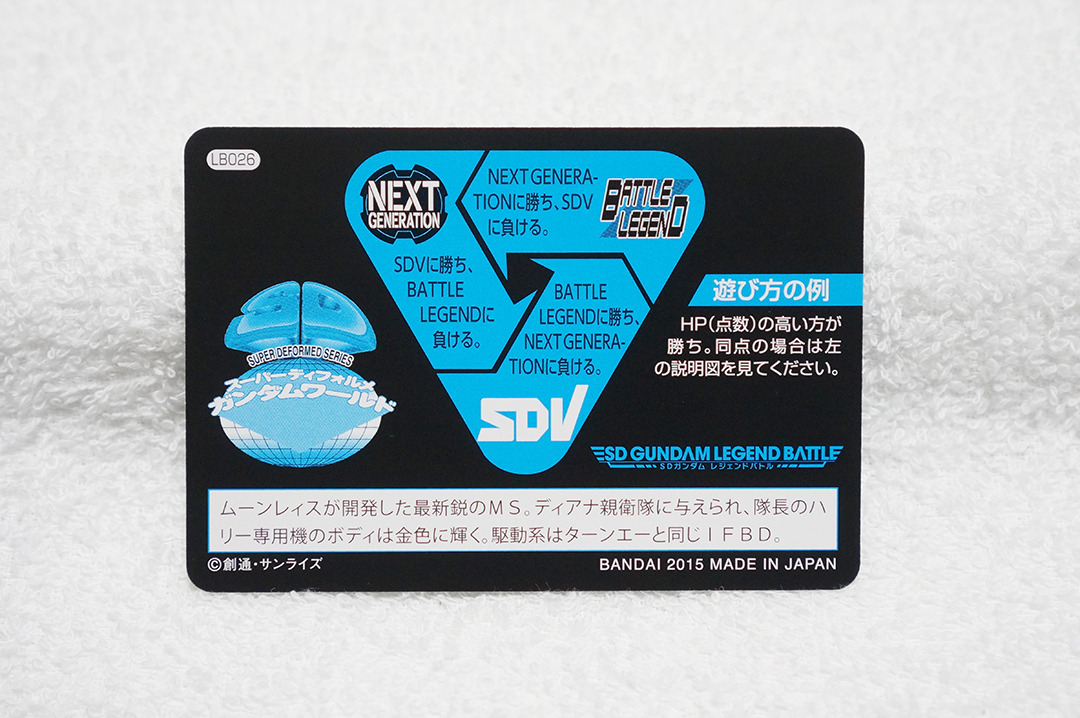 LB026
NEXT
GENERATION
NEXT GENERA-
TIONに勝ち、SDV
に負ける。
BATTLE
LEGEND
SDVに勝ち、
BATTLE
LEGENDに
負ける。
BATTLE
LEGENDに勝ち、
NEXT GENERA-
TIONに負ける。
SDV
遊び方の例
HP(点数)の高い方が
勝ち。同点の場合は左
の説明図を見てください。
SUPER DEFORMED SERIES
スーパーディフォルメ
ガンダムワールド
SD GUNDAM LEGEND BATTLE
SDガンダム レジェンドバトル
ムーンレィスが開発した最新鋭のMS。ディアナ親衛隊に与えられ、隊長のハ
リー専用機のボディは金色に輝く。駆動系はターンエーと同じIFBD。
©創通・サンライズ
BANDAI 2015 MADE IN JAPAN